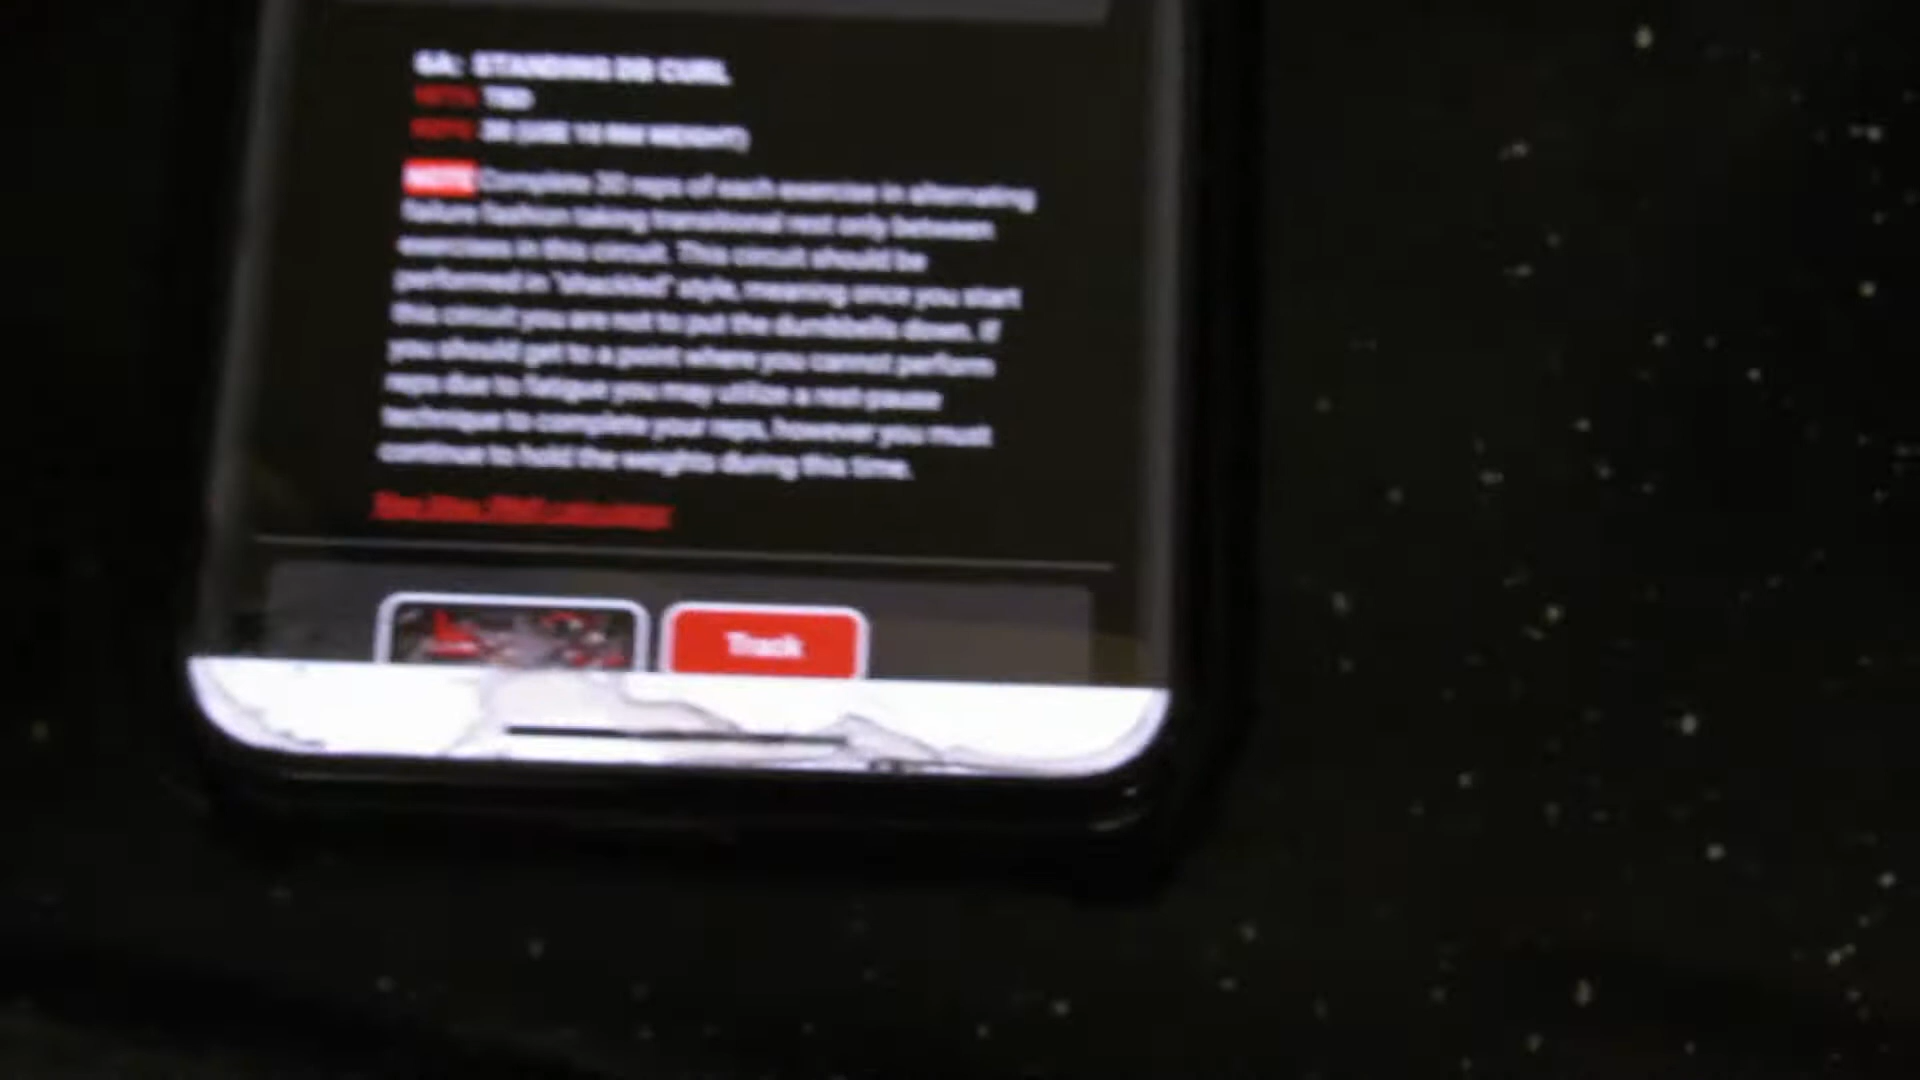 6A: STANDING DB CURL
SETS: TBD
REPS: 30 (USE 10 RM WEIGHT)
NOTE Complete 30 reps of each exercise in alternating
failure fashion taking transitional rest only between
exercises in this circuit. This circuit should be
performed in "shackled" style, meaning once you start
this circuit you are not to put the dumbbells down. If
you should get to a point where you cannot perform
reps due to fatigue you may utilize a rest-pause
technique to complete your reps, however you must
continue to hold the weights during this time.
Track